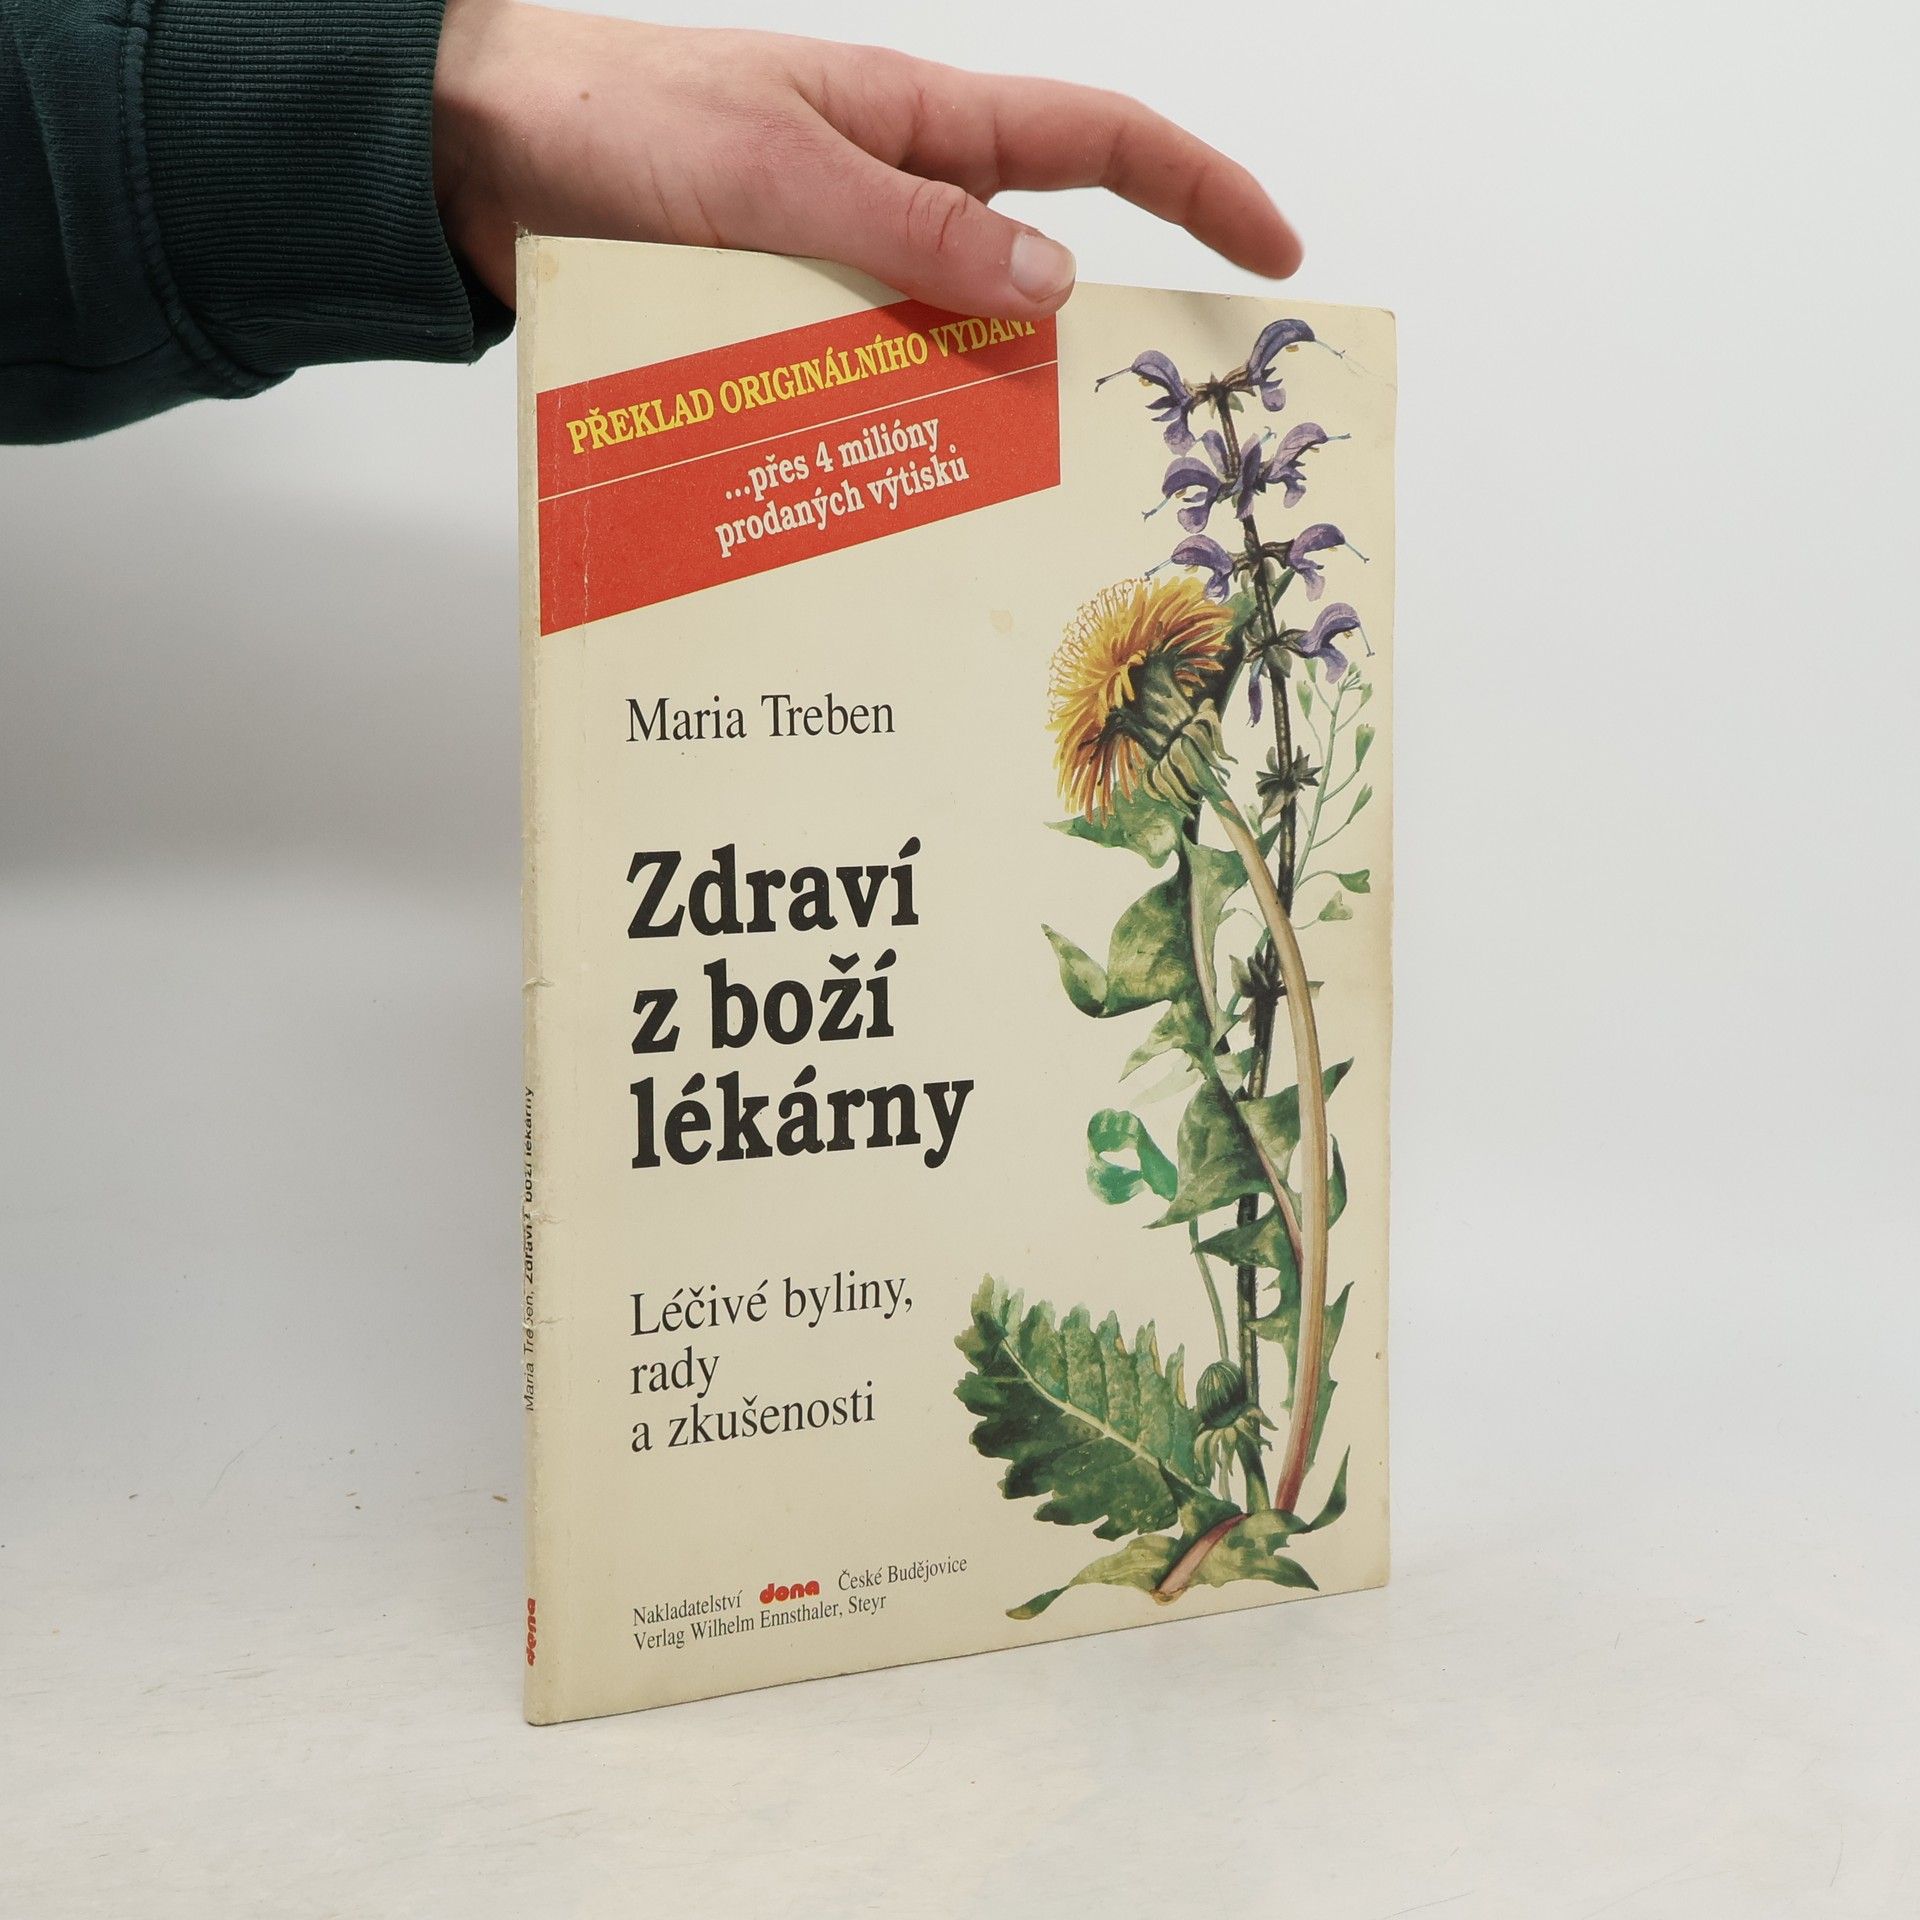 PŘEKLAD ORIGINÁLNÍHO VYDÁNÍ
...přes 4 milióny
prodaných výtisků
Maria Treben
Zdraví
z boží
lékárny
Léčivé byliny,
rady
a zkušenosti
Nakladatelství dona České Budějovice
Verlag Wilhelm Ennsthaler, Steyr
Maria Treben, Zdraví z boží lékárny
dona